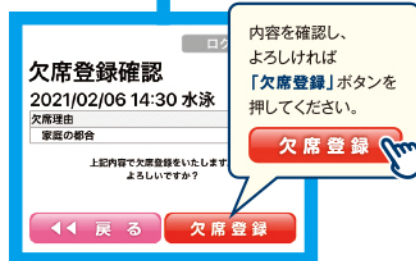 ログ
欠席登録確認
2021/02/06 14:30 水泳
欠席理由
家庭の都合
上記内容で欠席登録をいたします
よろしいですか?
◀◀ 戻 る
欠席登録
内容を確認し、
よろしければ
「欠席登録」ボタンを
押してください。
欠席登録